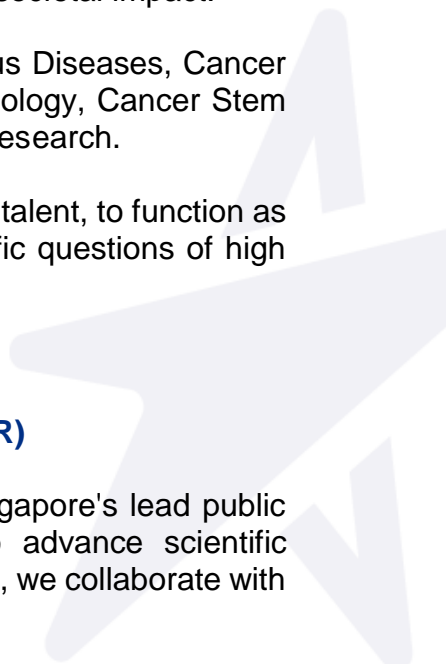 societal impact.
us Diseases, Cancer
ology, Cancer Stem
esearch.
talent, to function as
fic questions of high
R)
gapore's lead public
advance scientific
, we collaborate with